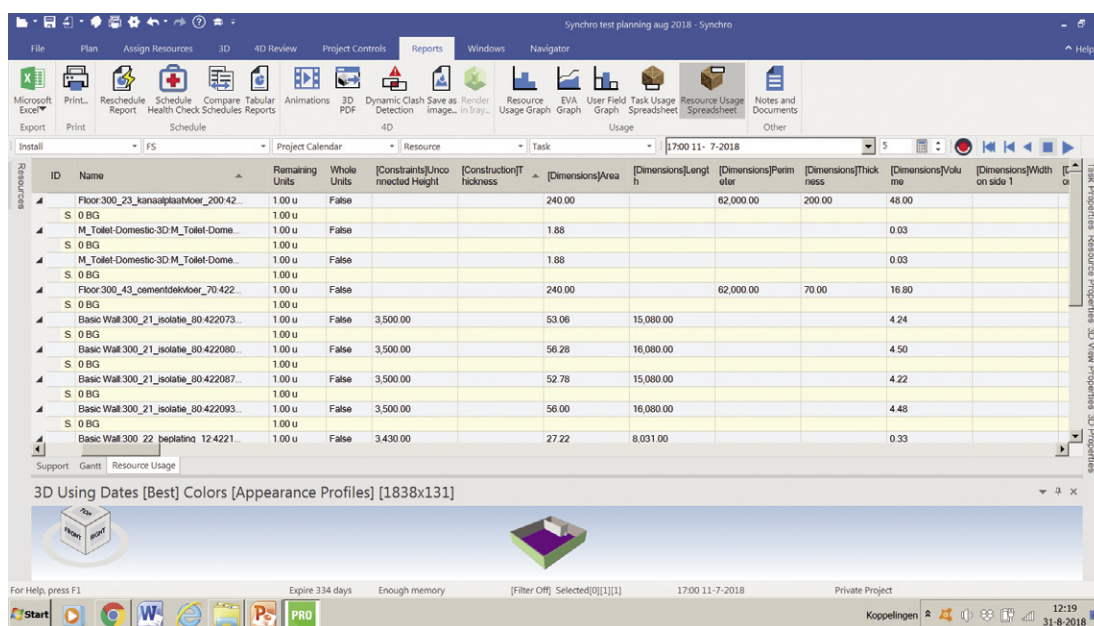 Synchro test planning aug 2018 - Synchro
File Plan Assign Resources 3D 4D Review Project Controls Reports Windows Navigator Help
Microsoft Excel Print... Reschedule Report Schedule Health Check Compare Schedules Tabular Reports Animations 3D PDF Dynamic Clash Detection Save as image... Render in Iray... Resource Usage Graph EVA Graph User Field Graph Task Usage Spreadsheet Resource Usage Spreadsheet Notes and Documents
Export Print Schedule 4D Usage Other
Install FS Project Calendar Resource Task 17:00 11- 7-2018 5
Resources
ID Name Remaining Units Whole Units [Constraints]Unconnected Height [Construction]Thickness [Dimensions]Area [Dimensions]Length [Dimensions]Perimeter [Dimensions]Thickness [Dimensions]Volume [Dimensions]Width on side 1
Floor:300_23_kanaalplaatvloer_200:42... 1.00 u False 240.00 62,000.00 200.00 48.00
S 0 BG 1.00 u
M_Toilet-Domestic-3D:M_Toilet-Dome... 1.00 u False 1.88 0.03
S 0 BG 1.00 u
M_Toilet-Domestic-3D:M_Toilet-Dome... 1.00 u False 1.88 0.03
S 0 BG 1.00 u
Floor:300_43_cementdekvloer_70:422... 1.00 u False 240.00 62,000.00 70.00 16.80
S 0 BG 1.00 u
Basic Wall:300_21_isolatie_80:422073... 1.00 u False 3,500.00 53.06 15,080.00 4.24
S 0 BG 1.00 u
Basic Wall:300_21_isolatie_80:422080... 1.00 u False 3,500.00 56.28 16,080.00 4.50
S 0 BG 1.00 u
Basic Wall:300_21_isolatie_80:422087... 1.00 u False 3,500.00 52.78 15,080.00 4.22
S 0 BG 1.00 u
Basic Wall:300_21_isolatie_80:422093... 1.00 u False 3,500.00 56.00 16,080.00 4.48
S 0 BG 1.00 u
Basic Wall:300_22_beplating_12:4221... 1.00 u False 3,430.00 27.22 8,031.00 0.33
Task Properties Resource Properties 3D View Properties 3D Properties
Support Gantt Resource Usage
3D Using Dates [Best] Colors [Appearance Profiles] [1838x131]
TOP
FRONT RIGHT
For Help, press F1 Expire 334 days Enough memory [Filter Off] Selected[0][1][1] 17:00 11-7-2018 Private Project
Start W P PRO Koppelingen 12:19
31-8-2018